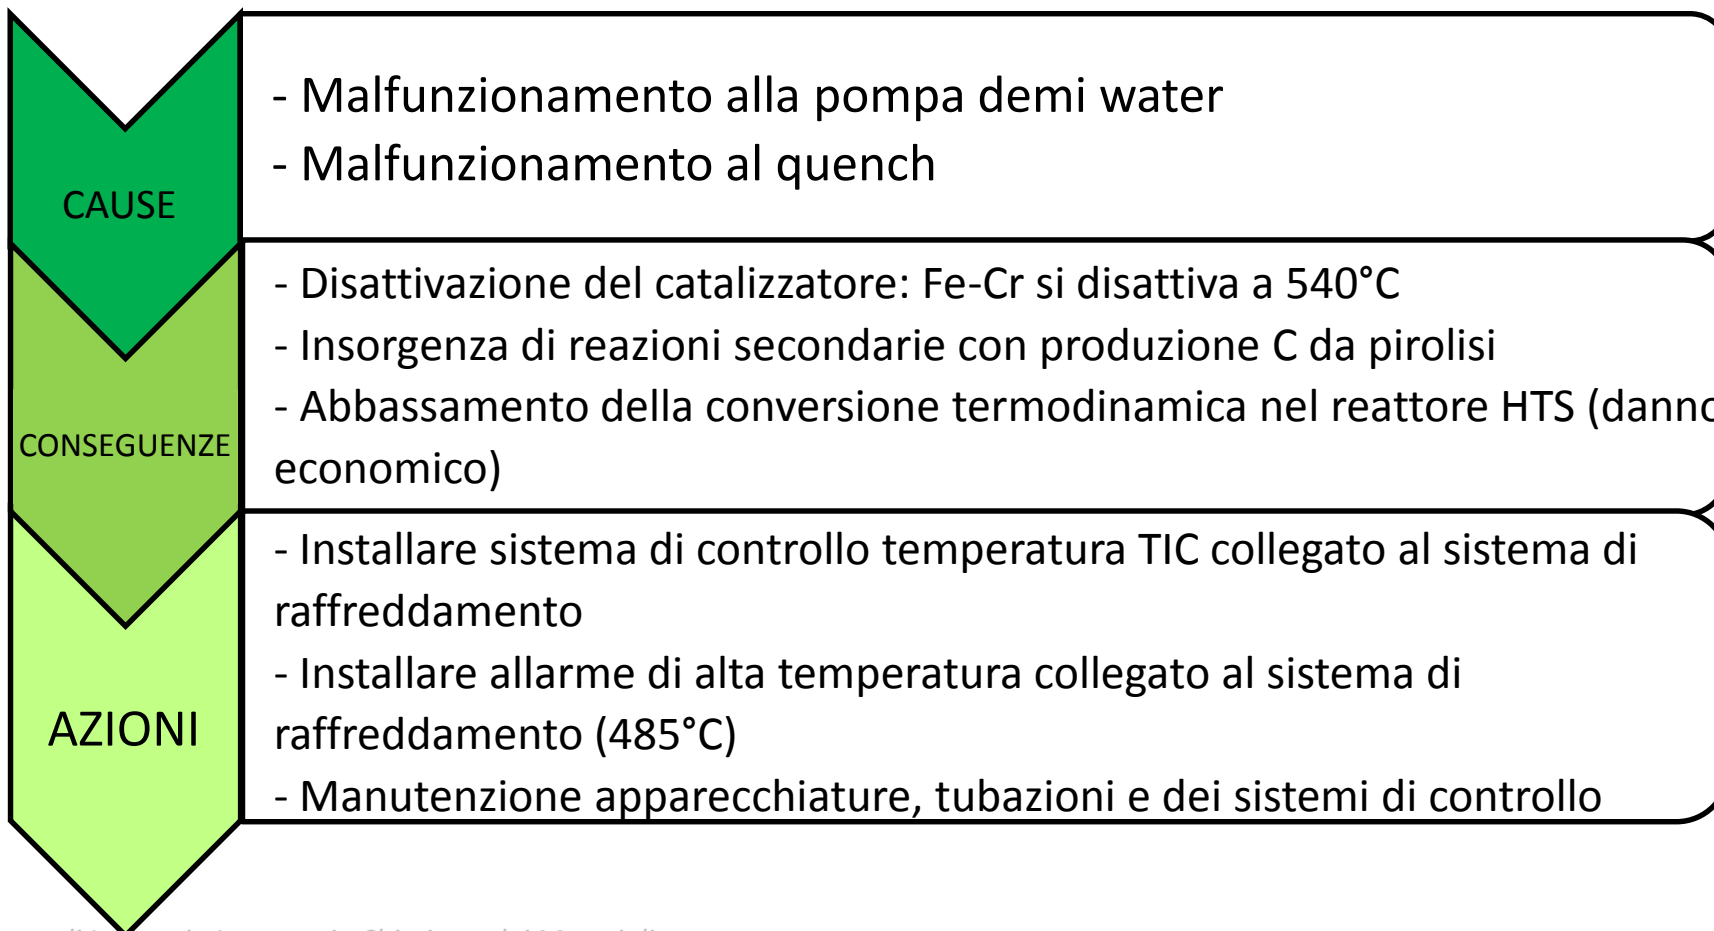 CAUSE
- Malfunzionamento alla pompa demi water
- Malfunzionamento al quench
CONSEGUENZE
- Disattivazione del catalizzatore: Fe-Cr si disattiva a 540°C
- Insorgenza di reazioni secondarie con produzione C da pirolisi
- Abbassamento della conversione termodinamica nel reattore HTS (danno
economico)
AZIONI
- Installare sistema di controllo temperatura TIC collegato al sistema di
raffreddamento
- Installare allarme di alta temperatura collegato al sistema di
raffreddamento (485°C)
- Manutenzione apparecchiature, tubazioni e dei sistemi di controllo